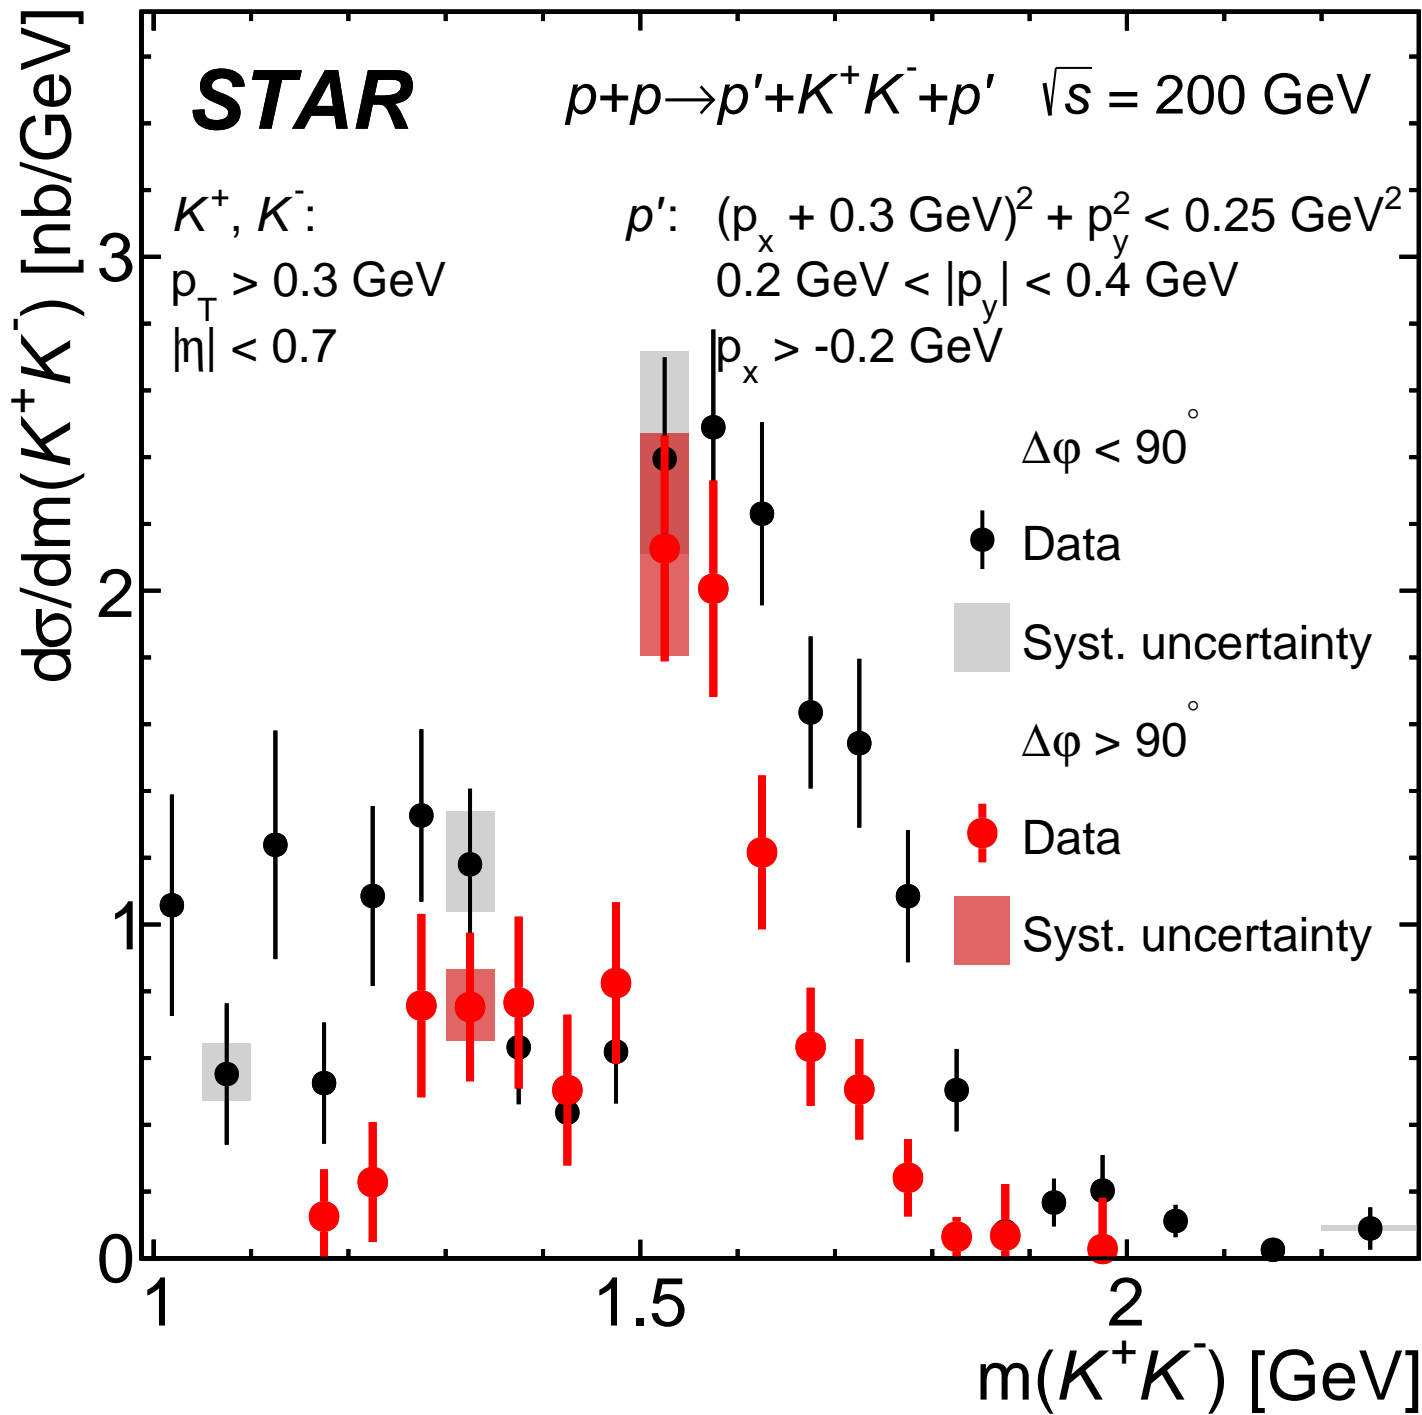 STAR
p+p→p′+K⁺K⁻+p′ √s = 200 GeV
K⁺, K⁻:
p_T > 0.3 GeV
|η| < 0.7
p′: (p_x + 0.3 GeV)² + p_y² < 0.25 GeV²
0.2 GeV < |p_y| < 0.4 GeV
p_x > -0.2 GeV
Δφ < 90°
Data
Syst. uncertainty
Δφ > 90°
Data
Syst. uncertainty
dσ/dm(K⁺K⁻) [nb/GeV]
3
2
1
0
1 1.5 2
m(K⁺K⁻) [GeV]